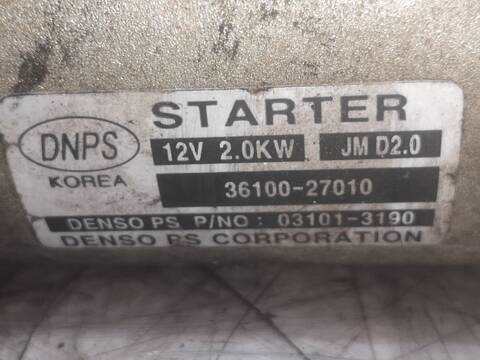 STARTER
DNPS
12V 2.0KW JM D2.0
KOREA
36100-27010
DENSO PS P/NO : 03101-3190
DENSO PS CORPORATION